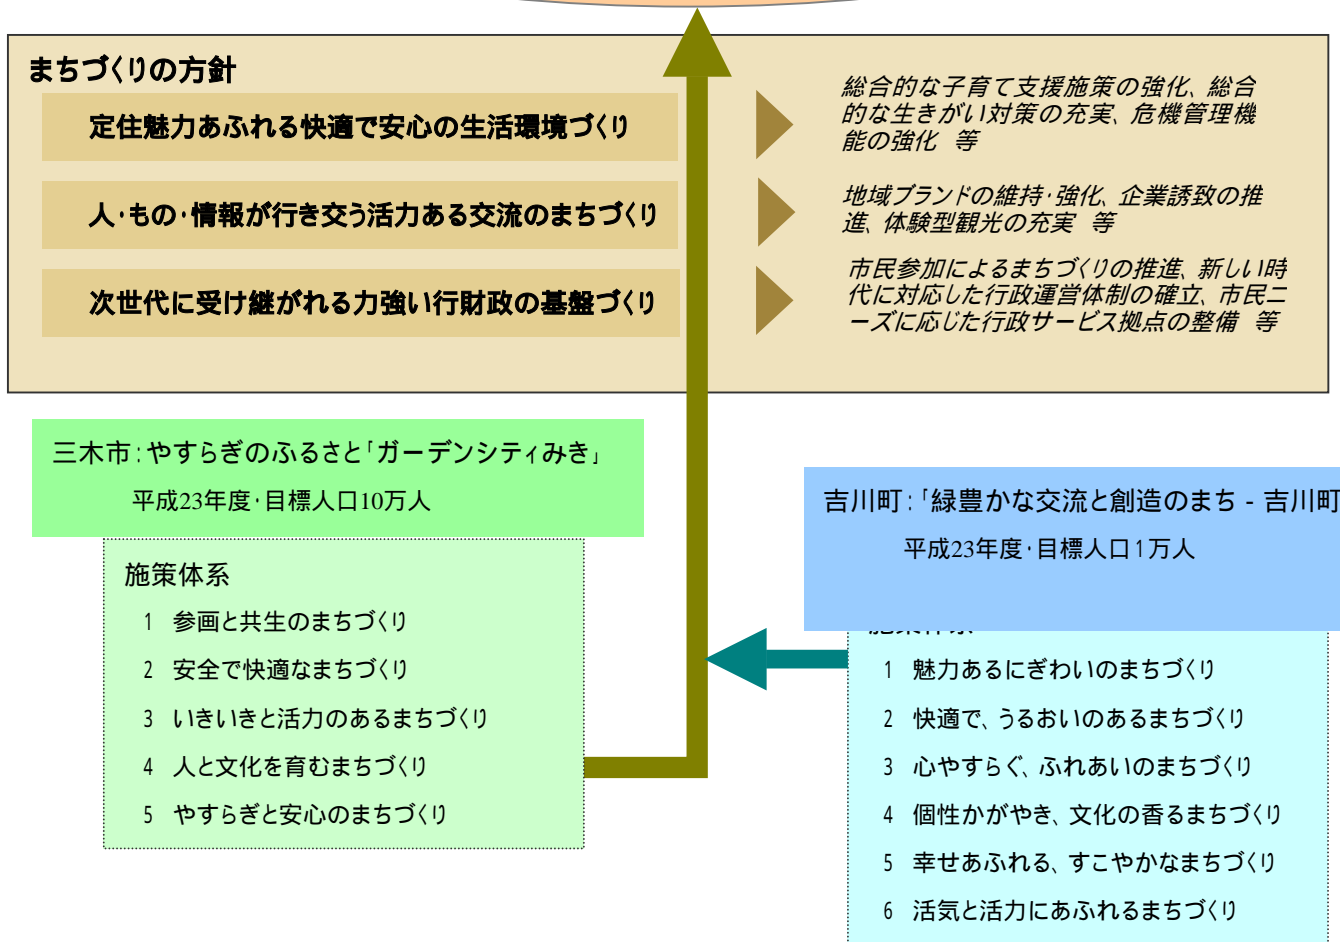 まちづくりの方針
定住魅力あふれる快適で安心の生活環境づくり
総合的な子育て支援施策の強化、総合
的な生きがい対策の充実、危機管理機
能の強化 等
人・もの・情報が行き交う活力ある交流のまちづくり
地域ブランドの維持・強化、企業誘致の推
進、体験型観光の充実 等
次世代に受け継がれる力強い行財政の基盤づくり
市民参加によるまちづくりの推進、新しい時
代に対応した行政運営体制の確立、市民ニ
ーズに応じた行政サービス拠点の整備 等
三木市：やすらぎのふるさと「ガーデンシティみき」
平成23年度・目標人口10万人
施策体系
1 参画と共生のまちづくり
2 安全で快適なまちづくり
3 いきいきと活力のあるまちづくり
4 人と文化を育むまちづくり
5 やすらぎと安心のまちづくり
吉川町：「緑豊かな交流と創造のまち - 吉川町
平成23年度・目標人口1万人
施策体系
1 魅力あるにぎわいのまちづくり
2 快適で、うるおいのあるまちづくり
3 心やすらぐ、ふれあいのまちづくり
4 個性かがやき、文化の香るまちづくり
5 幸せあふれる、すこやかなまちづくり
6 活気と活力にあふれるまちづくり